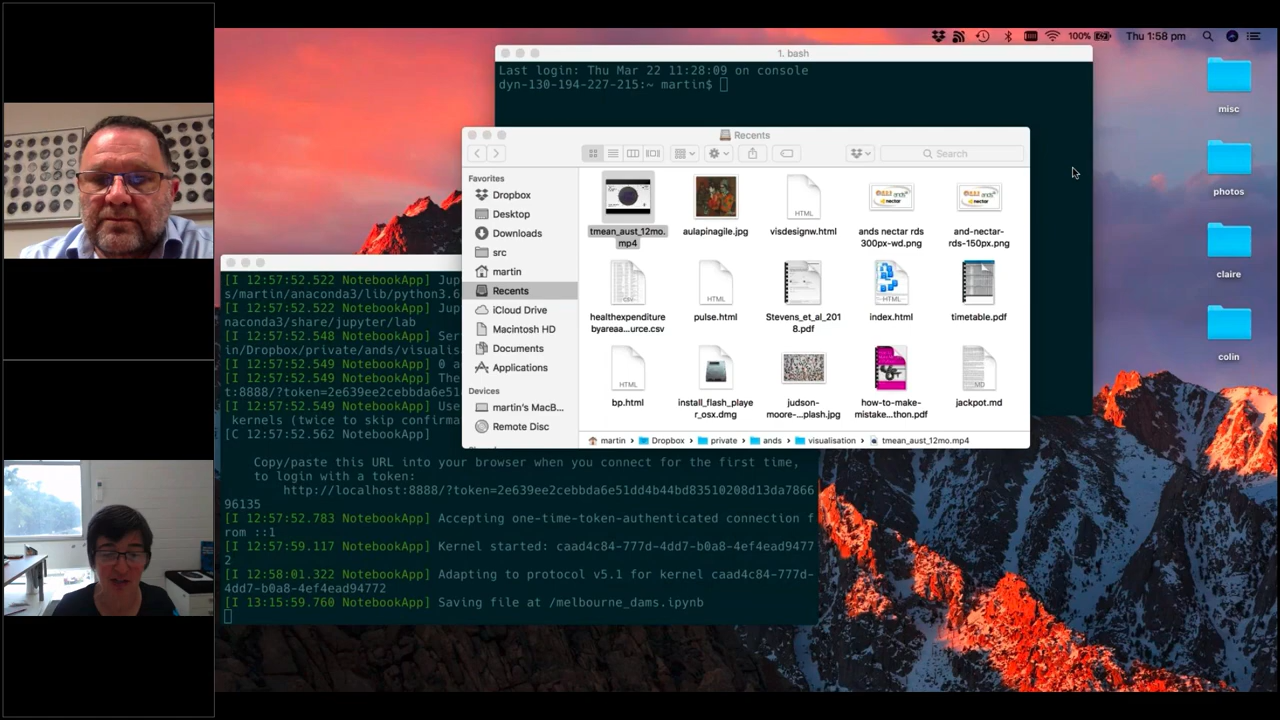 100%
Thu 1:58 pm
misc
photos
claire
colin
1. bash
Last login: Thu Mar 22 11:28:09 on console
dyn-130-194-227-215:~ martin$
Recents
Search
Favorites
Dropbox
Desktop
Downloads
src
martin
Recents
iCloud Drive
Macintosh HD
Documents
Applications
Devices
martin's MacB...
Remote Disc
tmean_aust_12mo.
mp4
aulapinagile.jpg
HTML
visdesignw.html
ands nectar rds
300px-wd.png
and-nectar-
rds-150px.png
CSV
healthexpenditure
byareaa...urce.csv
HTML
pulse.html
Stevens_et_al_201
8.pdf
index.html
timetable.pdf
HTML
bp.html
install_flash_playe
r_osx.dmg
judson-
moore-...plash.jpg
how-to-make-
mistake...thon.pdf
MD
jackpot.md
martin › Dropbox › private › ands › visualisation › tmean_aust_12mo.mp4
[I 12:57:52.522 NotebookApp] Jup
s/martin/anaconda3/lib/python3.6
[I 12:57:52.522 NotebookApp] Jup
naconda3/share/jupyter/lab
[I 12:57:52.548 NotebookApp] Ser
in/Dropbox/private/ands/visualis
[I 12:57:52.549 NotebookApp] 0 a
[I 12:57:52.549 NotebookApp] The
t:8888/?token=2e639ee2cebbda6e51
[I 12:57:52.549 NotebookApp] Use
kernels (twice to skip confirma
[C 12:57:52.562 NotebookApp]
Copy/paste this URL into your browser when you connect for the first time,
to login with a token:
http://localhost:8888/?token=2e639ee2cebbda6e51dd4b44bd83510208d13da7866
96135
[I 12:57:52.783 NotebookApp] Accepting one-time-token-authenticated connection f
rom ::1
[I 12:57:59.117 NotebookApp] Kernel started: caad4c84-777d-4dd7-b0a8-4ef4ead9477
2
[I 12:58:01.322 NotebookApp] Adapting to protocol v5.1 for kernel caad4c84-777d-
4dd7-b0a8-4ef4ead94772
[I 13:15:59.760 NotebookApp] Saving file at /melbourne_dams.ipynb